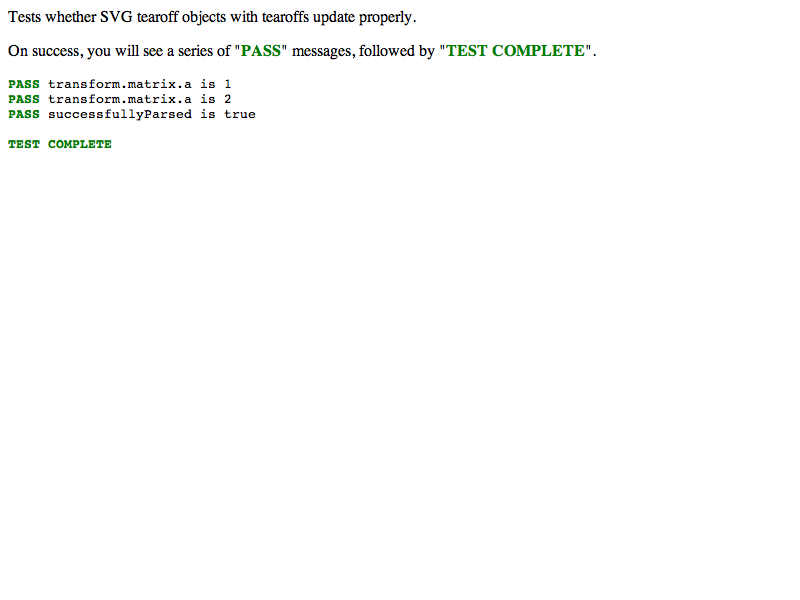 Tests whether SVG tearoff objects with tearoffs update properly.
On success, you will see a series of "PASS" messages, followed by "TEST COMPLETE".
PASS transform.matrix.a is 1
PASS transform.matrix.a is 2
PASS successfullyParsed is true
TEST COMPLETE